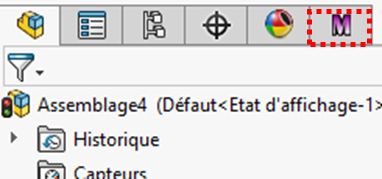 M
Assemblage4 (Défaut<Etat d'affichage-1>
Historique
Capteurs